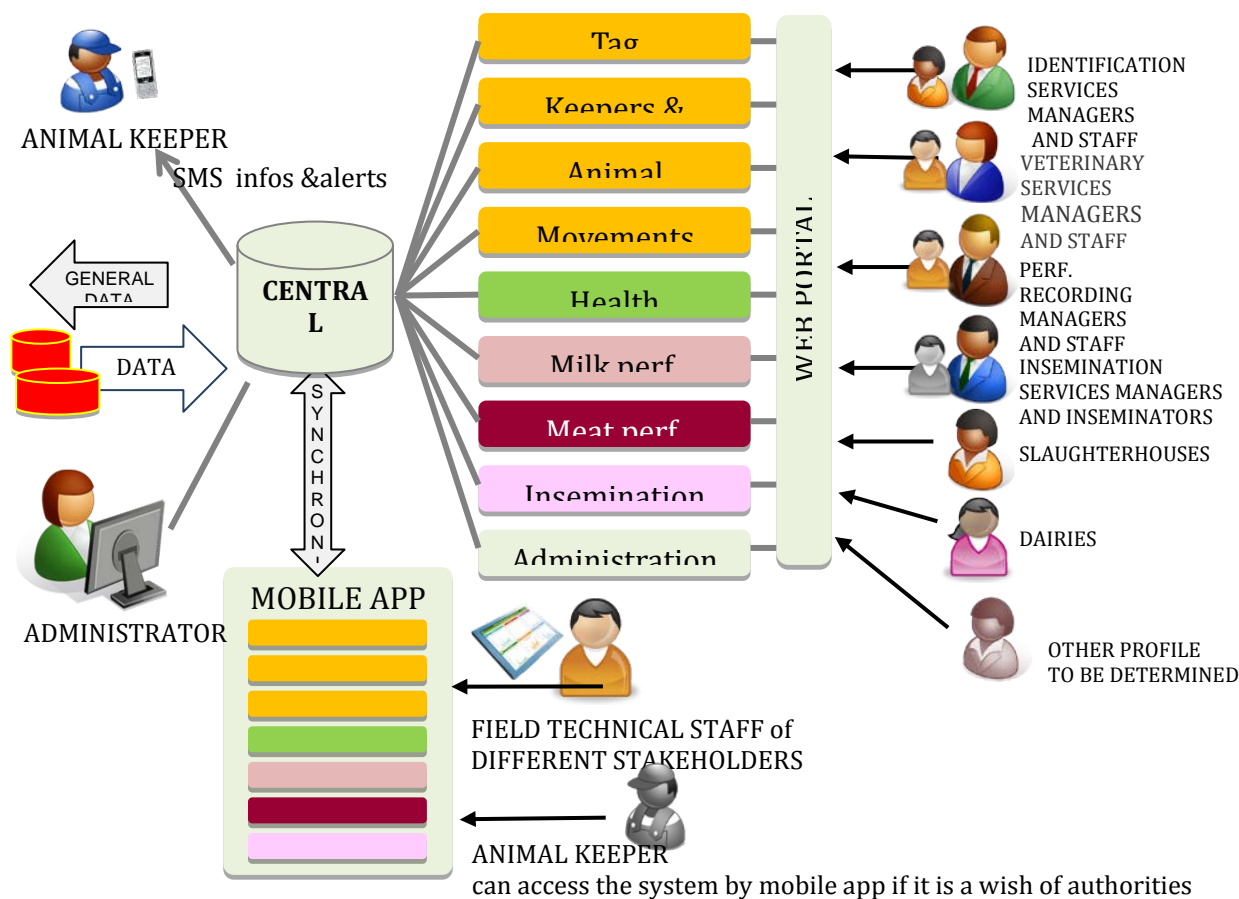 ANIMAL KEEPER
SMS infos &alerts
GENERAL
DATA
DATA
CENTRA
L
ADMINISTRATOR
SYNCHRON-
Tag
Keepers &
Animal
Movements
Health
Milk perf
Meat perf
Insemination
Administration
WEB PORTAL
IDENTIFICATION
SERVICES
MANAGERS
AND STAFF
VETERINARY
SERVICES
MANAGERS
AND STAFF
PERF.
RECORDING
MANAGERS
AND STAFF
INSEMINATION
SERVICES MANAGERS
AND INSEMINATORS
SLAUGHTERHOUSES
DAIRIES
OTHER PROFILE
TO BE DETERMINED
MOBILE APP
FIELD TECHNICAL STAFF of
DIFFERENT STAKEHOLDERS
ANIMAL KEEPER
can access the system by mobile app if it is a wish of authorities